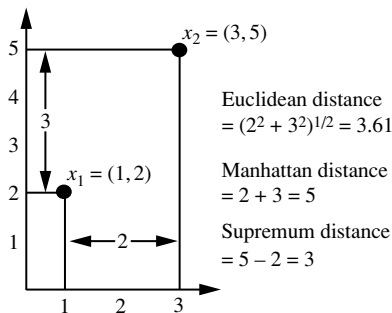 x₂ = (3, 5)
5
4
3
3
x₁ = (1, 2)
2
1
2
1 2 3
Euclidean distance
= (2² + 3²)¹/² = 3.61
Manhattan distance
= 2 + 3 = 5
Supremum distance
= 5 – 2 = 3